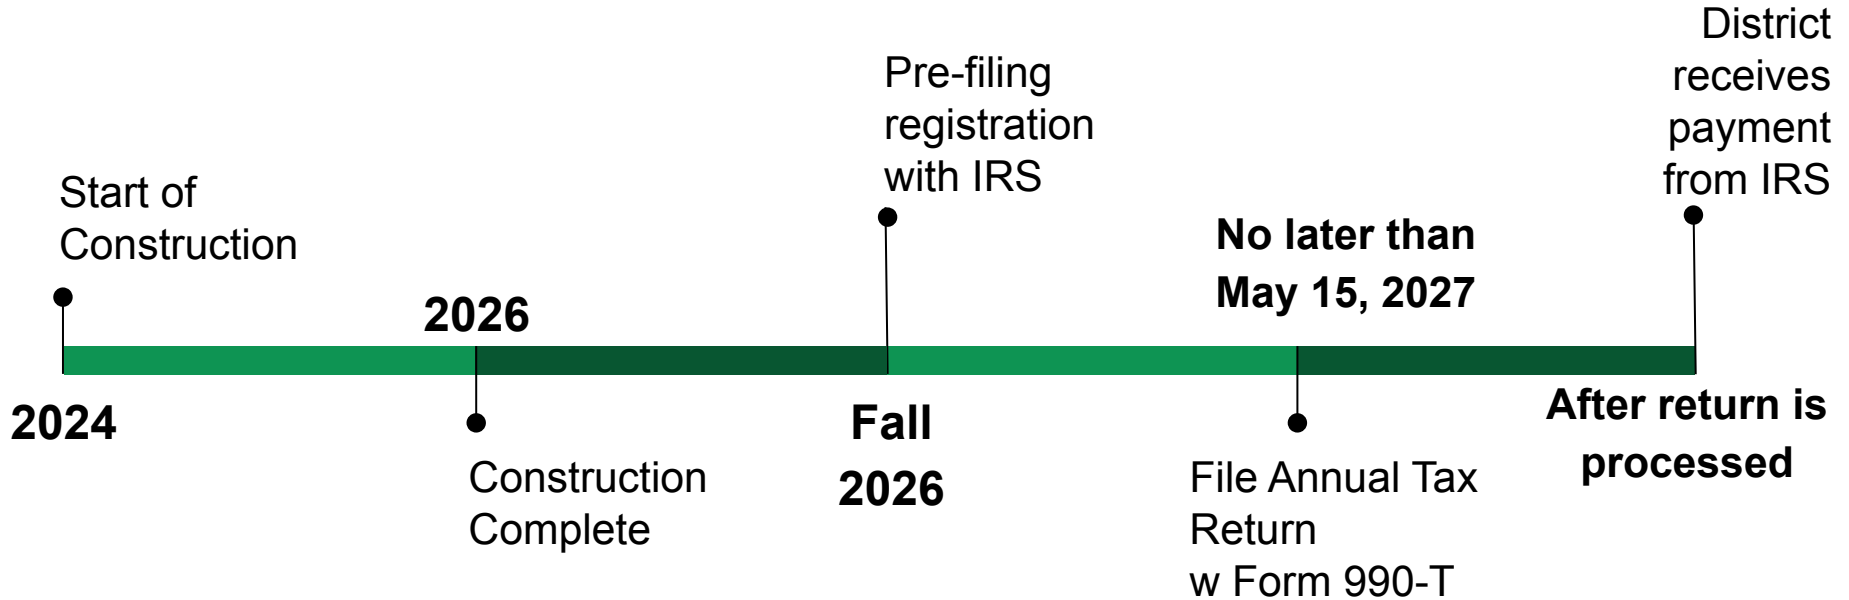 Start of
Construction
2024
2026
Construction
Complete
Pre-filing
registration
with IRS
Fall
2026
No later than
May 15, 2027
File Annual Tax
Return
w Form 990-T
District
receives
payment
from IRS
After return is
processed